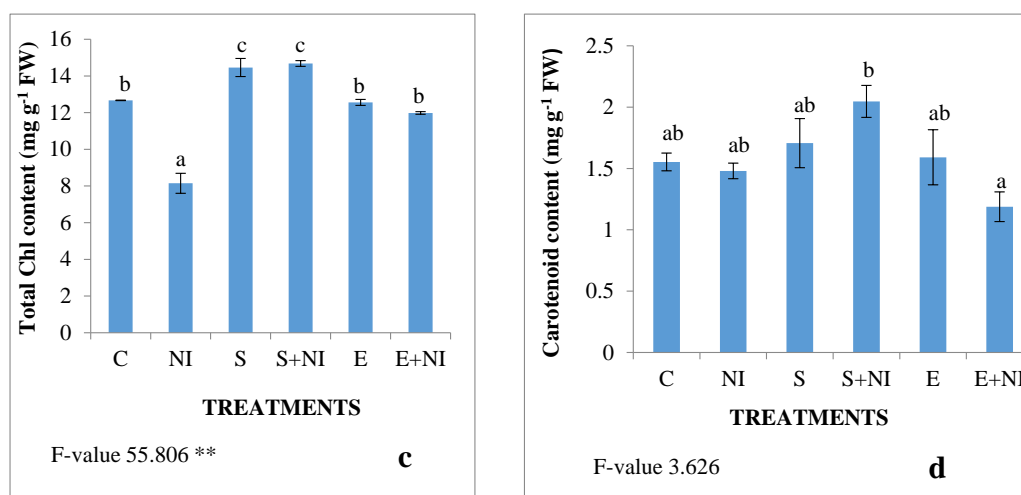 Total Chl content (mg g-1 FW)
16
14
12
10
8
6
4
2
0
b
a
c
c
b
b
C NI S S+NI E E+NI
TREATMENTS
F-value 55.806 **
c
Carotenoid content (mg g-1 FW)
2.5
2
1.5
1
0.5
0
ab
ab
ab
b
ab
a
C NI S S+NI E E+NI
TREATMENTS
F-value 3.626
d